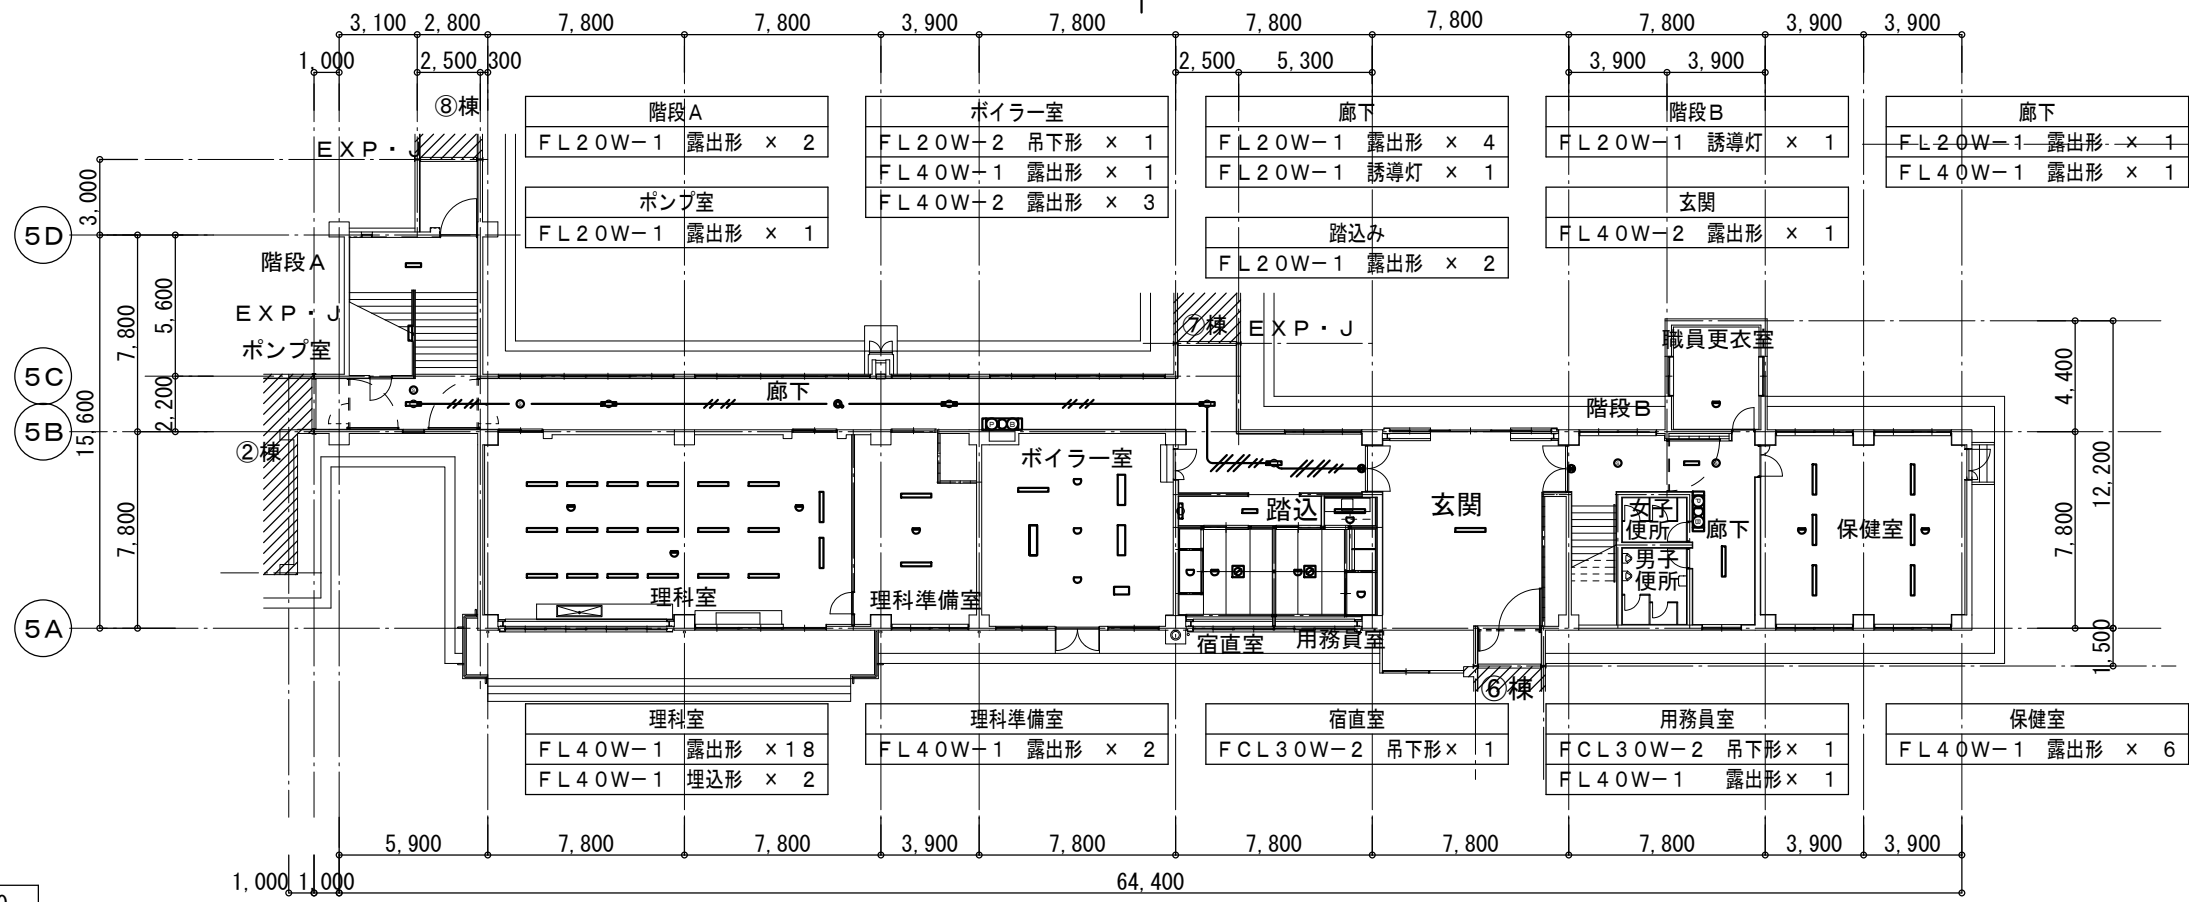 3,100 2,800 7,800 7,800 3,900 7,800 7,800 7,800 7,800 3,900 3,900
1,000 2,500 300 2,500 5,300 3,900 3,900
⑧棟
EXP・J
階段A
FL20W-1 露出形 × 2
ポンプ室
FL20W-1 露出形 × 1
ボイラー室
FL20W-2 吊下形 × 1
FL40W-1 露出形 × 1
FL40W-2 露出形 × 3
廊下
FL20W-1 露出形 × 4
FL20W-1 誘導灯 × 1
踏込み
FL20W-1 露出形 × 2
階段B
FL20W-1 誘導灯 × 1
玄関
FL40W-2 露出形 × 1
廊下
FL20W-1 露出形 × 1
FL40W-1 露出形 × 1
3,000
5D
階段A
EXP・J
ポンプ室
7,800
5,600
⑦棟 EXP・J
職員更衣室
4,400
5C
5B
15,600
2,200
廊下
階段B
②棟
ボイラー室
踏込
玄関
女子
便所
男子
便所
廊下
保健室
12,200
7,800
7,800
理科室
理科準備室
5A
宿直室
用務員室
1,500
⑥棟
理科室
FL40W-1 露出形 ×18
FL40W-1 埋込形 × 2
理科準備室
FL40W-1 露出形 × 2
宿直室
FCL30W-2 吊下形× 1
用務員室
FCL30W-2 吊下形× 1
FL40W-1 露出形× 1
保健室
FL40W-1 露出形 × 6
5,900 7,800 7,800 3,900 7,800 7,800 7,800 7,800 3,900 3,900
1,000 1,000 64,400